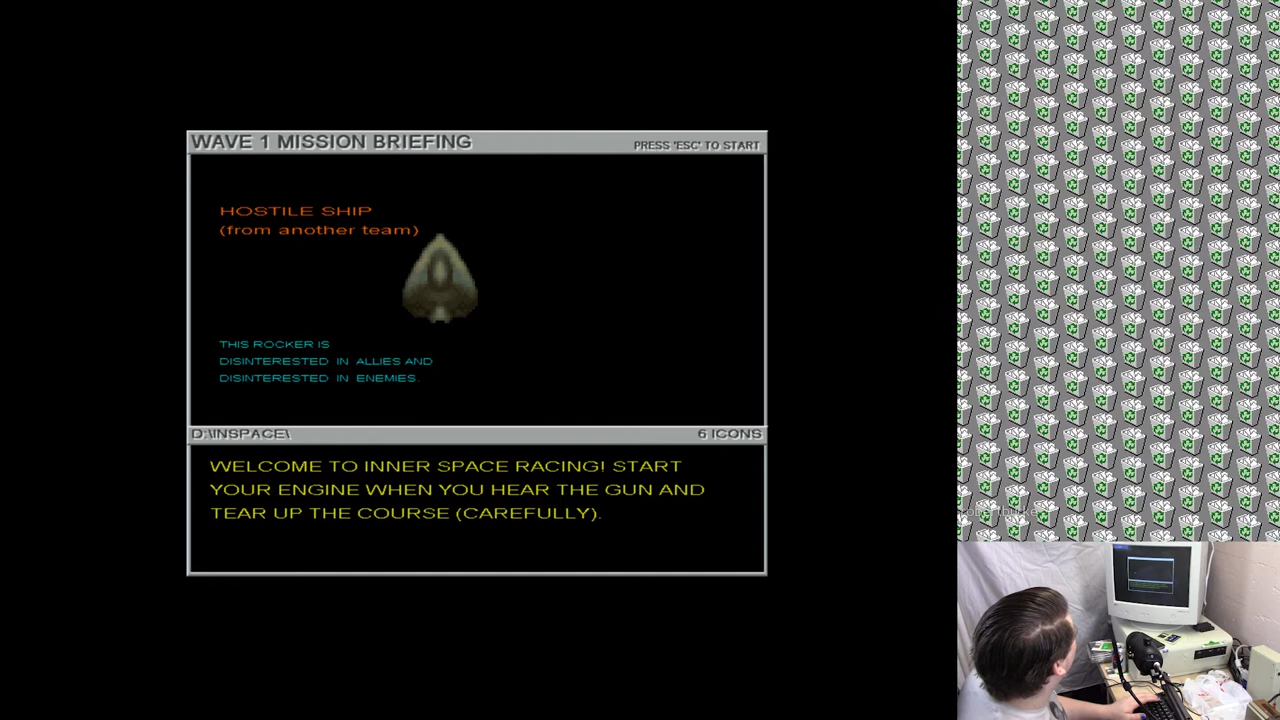 WAVE 1 MISSION BRIEFING
PRESS 'ESC' TO START
HOSTILE SHIP
(from another team)
THIS ROCKER IS
DISINTERESTED IN ALLIES AND
DISINTERESTED IN ENEMIES.
D:\INSPACE\
6 ICONS
WELCOME TO INNER SPACE RACING! START
YOUR ENGINE WHEN YOU HEAR THE GUN AND
TEAR UP THE COURSE (CAREFULLY).